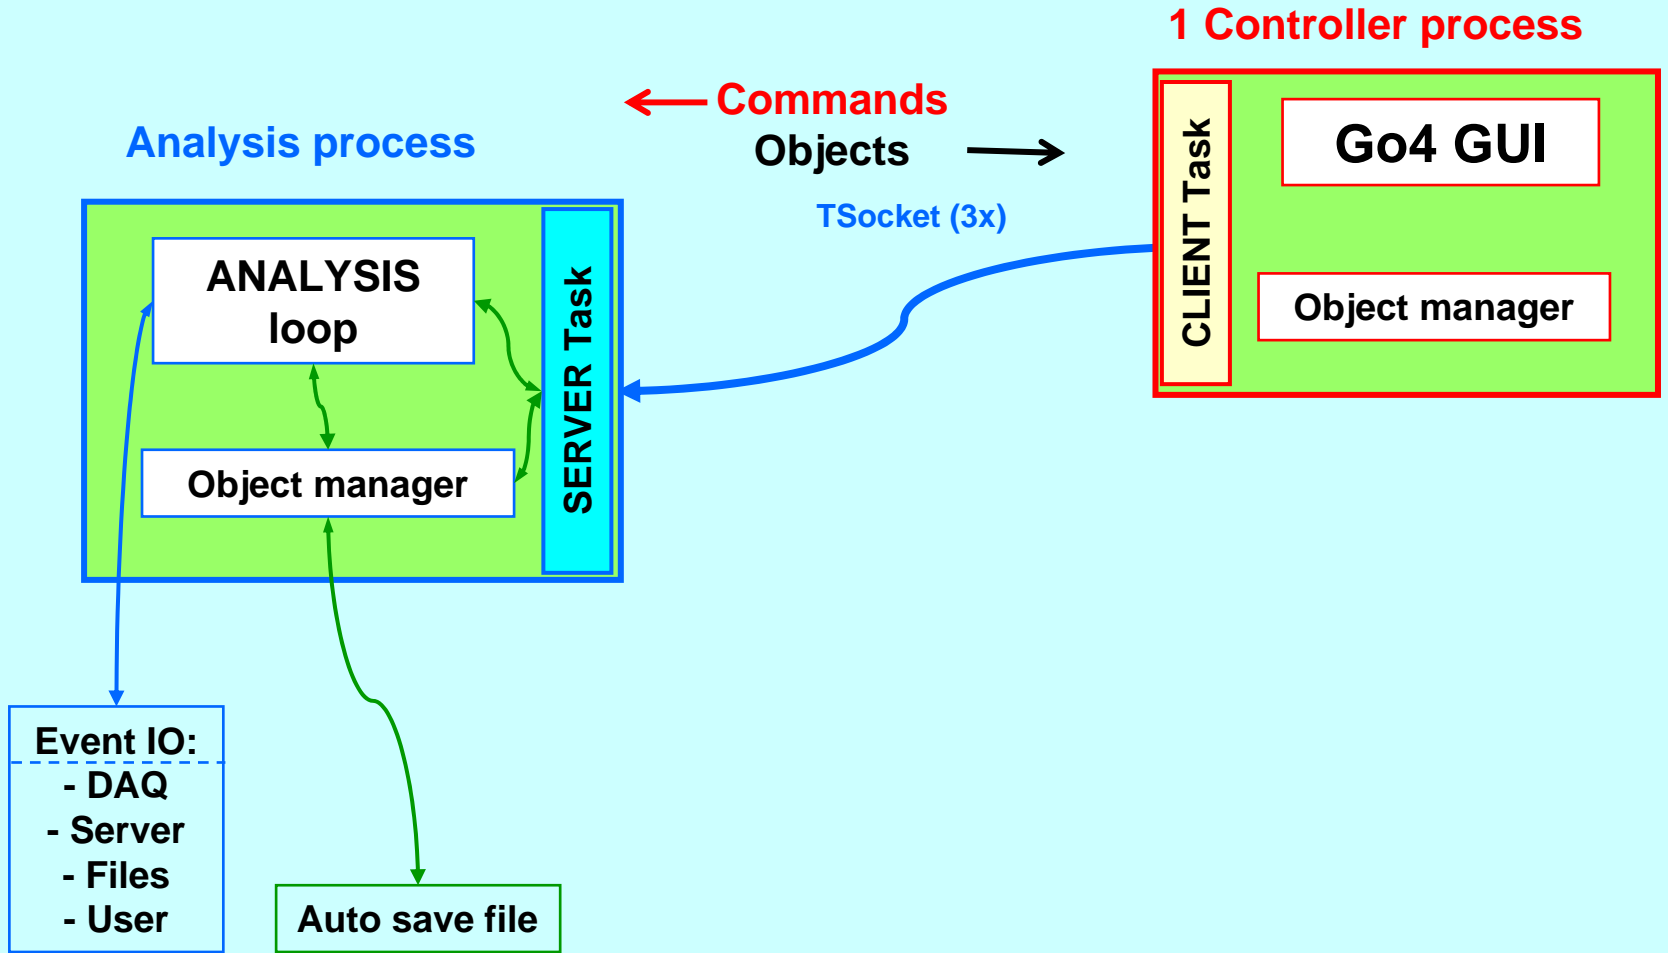 1 Controller process
Commands
Objects
TSocket (3x)
Analysis process
CLIENT Task
Go4 GUI
Object manager
ANALYSIS
loop
Object manager
SERVER Task
Event IO:
- DAQ
- Server
- Files
- User
Auto save file